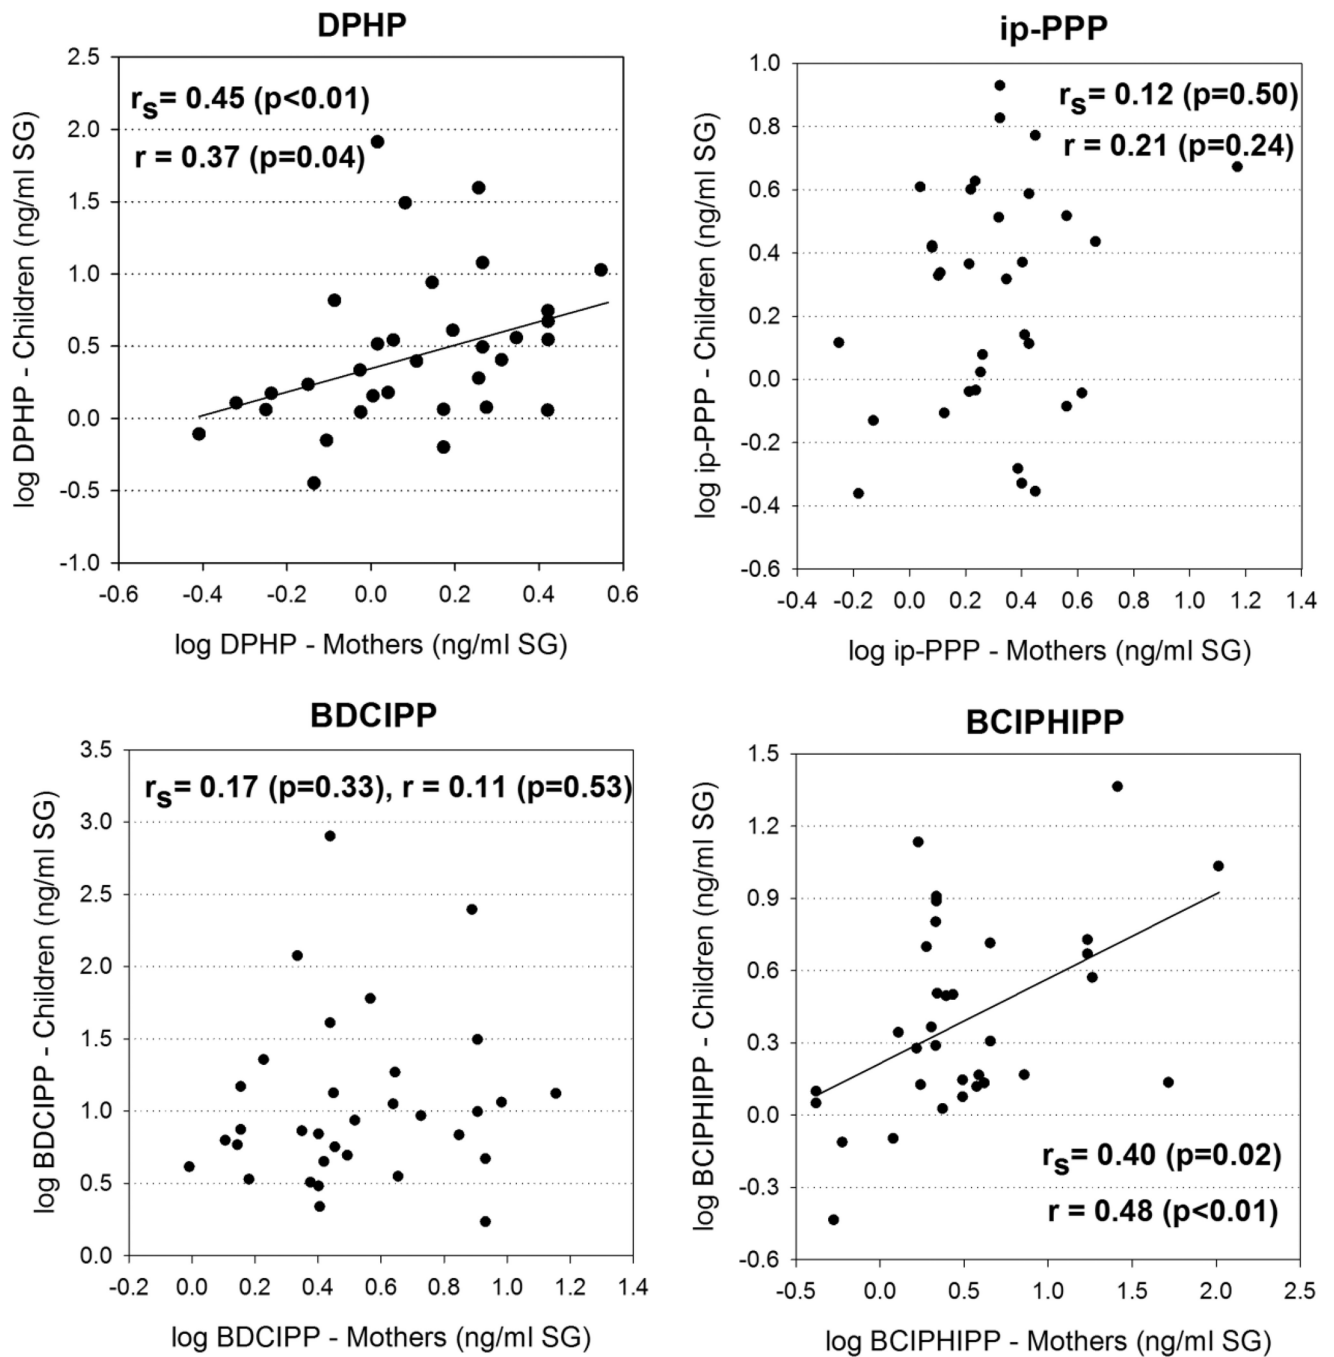 DPHP
rs= 0.45 (p<0.01)
r = 0.37 (p=0.04)
log DPHP - Children (ng/ml SG)
2.5
2.0
1.5
1.0
0.5
0.0
-0.5
-1.0
-0.6 -0.4 -0.2 0.0 0.2 0.4 0.6
log DPHP - Mothers (ng/ml SG)
ip-PPP
rs= 0.12 (p=0.50)
r = 0.21 (p=0.24)
log ip-PPP - Children (ng/ml SG)
1.0
0.8
0.6
0.4
0.2
0.0
-0.2
-0.4
-0.6
-0.4 -0.2 0.0 0.2 0.4 0.6 0.8 1.0 1.2 1.4
log ip-PPP - Mothers (ng/ml SG)
BDCIPP
rs= 0.17 (p=0.33), r = 0.11 (p=0.53)
log BDCIPP - Children (ng/ml SG)
3.5
3.0
2.5
2.0
1.5
1.0
0.5
0.0
-0.2 0.0 0.2 0.4 0.6 0.8 1.0 1.2 1.4
log BDCIPP - Mothers (ng/ml SG)
BCIPHIPP
log BCIPHIPP - Children (ng/ml SG)
1.5
1.2
0.9
0.6
0.3
0.0
-0.3
-0.6
rs= 0.40 (p=0.02)
r = 0.48 (p<0.01)
-0.5 0.0 0.5 1.0 1.5 2.0 2.5
log BCIPHIPP - Mothers (ng/ml SG)